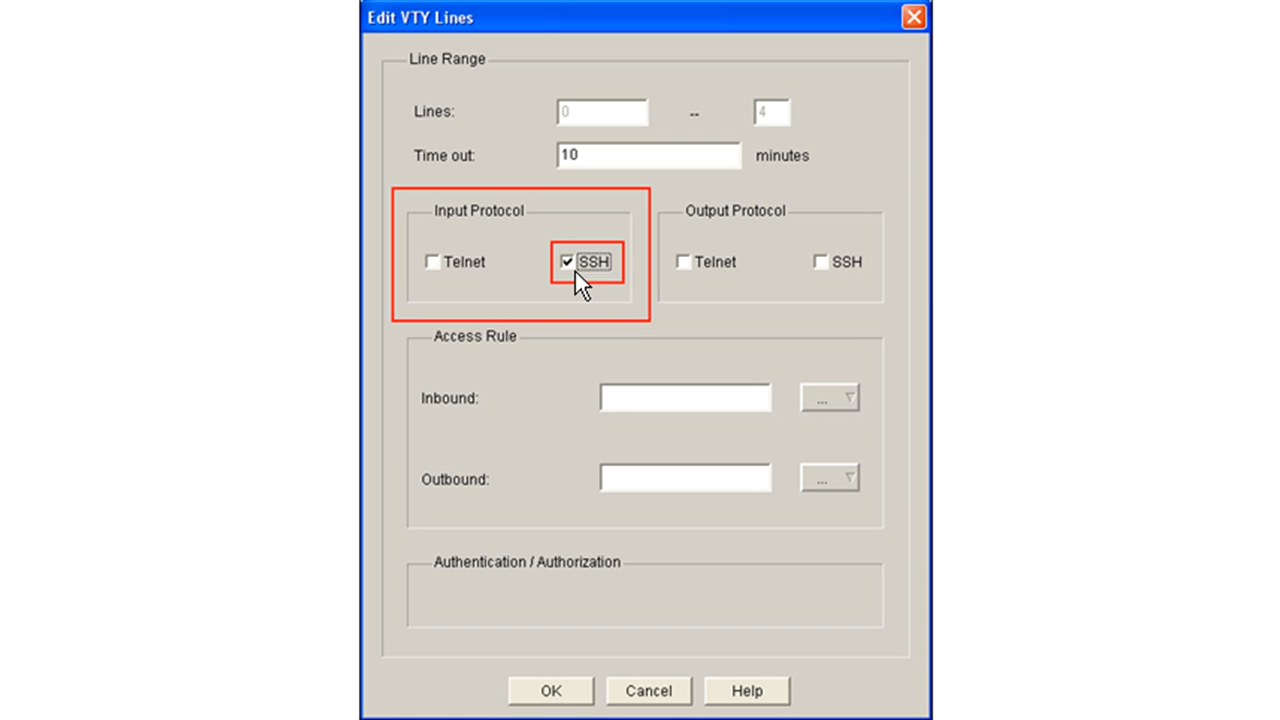 Edit VTY Lines
Line Range
Lines: 0 -- 4
Time out: 10 minutes
Input Protocol Output Protocol
Telnet SSH Telnet SSH
Access Rule
Inbound: ...
Outbound: ...
Authentication / Authorization
OK Cancel Help